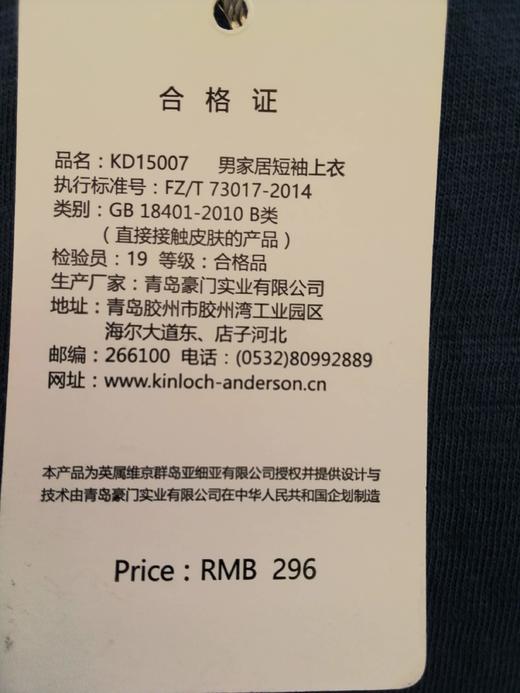 合格证
品名：KD15007 男家居短袖上衣
执行标准号：FZ/T 73017-2014
类别：GB 18401-2010 B类
（直接接触皮肤的产品）
检验员：19 等级：合格品
生产厂家：青岛豪门实业有限公司
地址：青岛胶州市胶州湾工业园区
海尔大道东、店子河北
邮编：266100 电话：(0532)80992889
网址：www.kinloch-anderson.cn
本产品为英属维京群岛亚细亚有限公司授权并提供设计与
技术由青岛豪门实业有限公司在中华人民共和国企划制造
Price：RMB 296